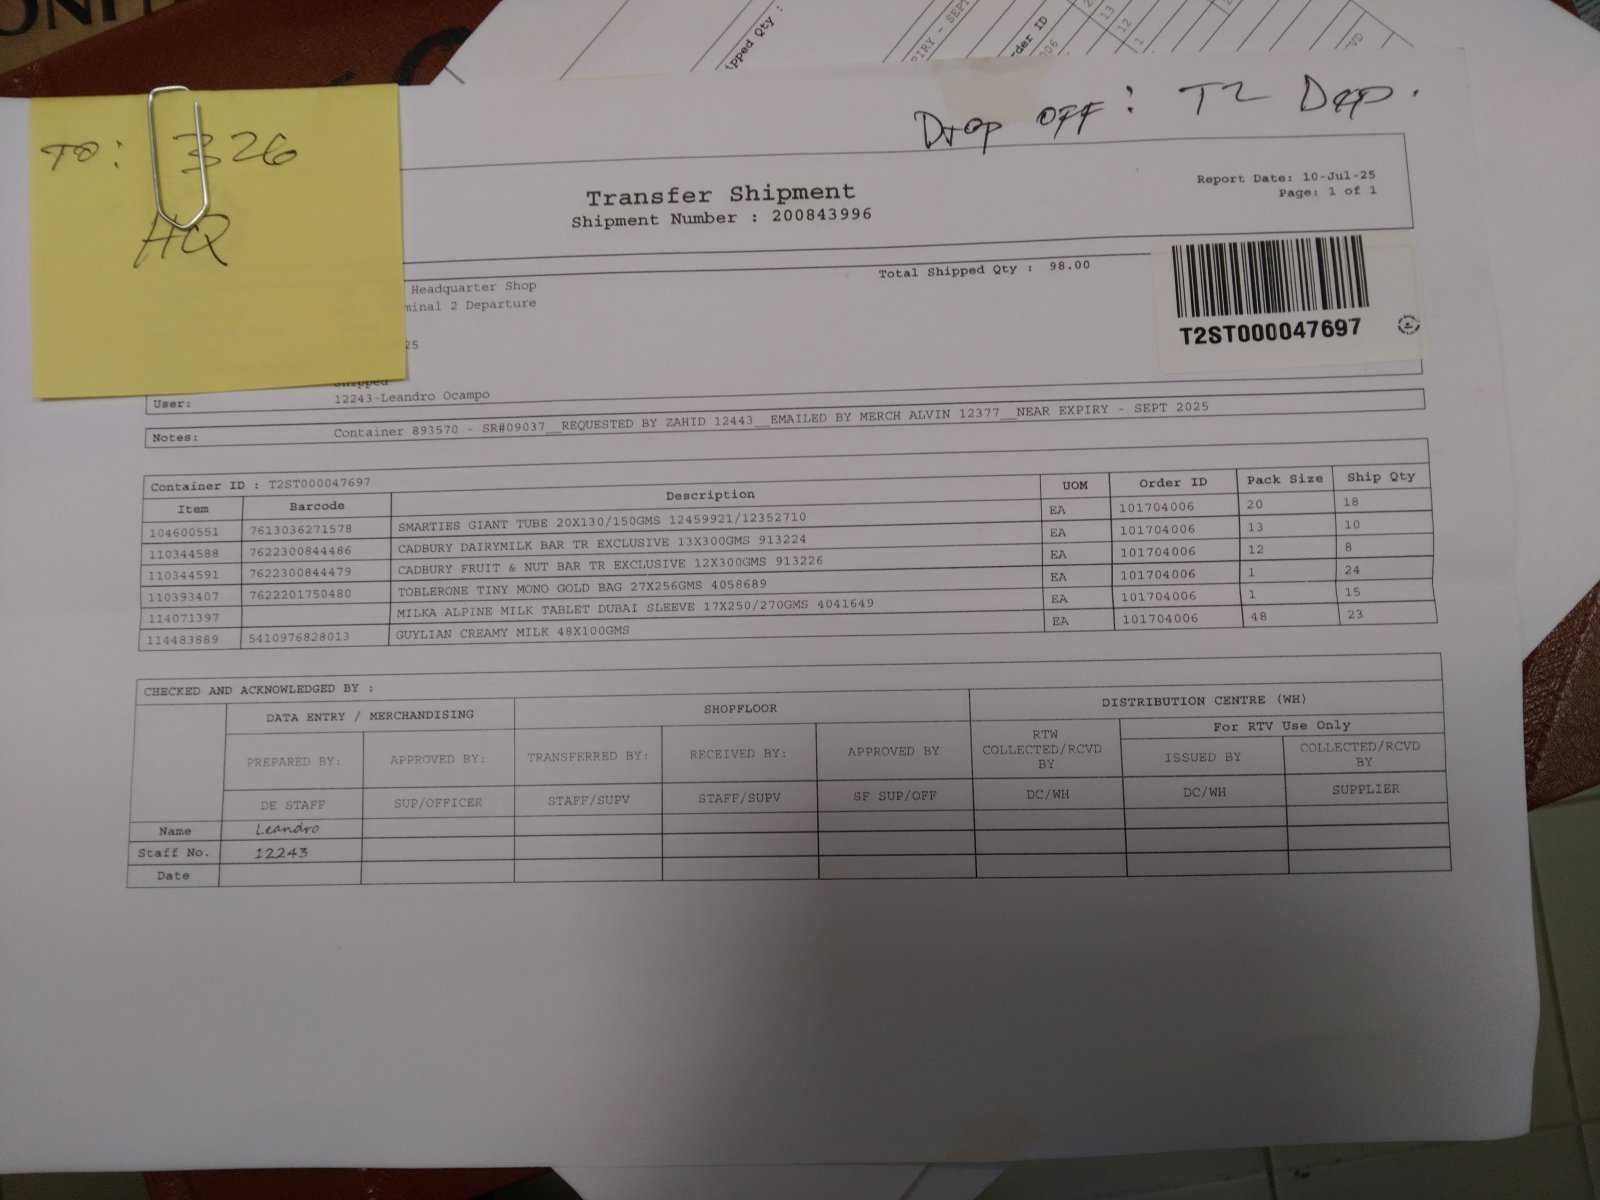 Drop OFF: T2 Dep.
TO: 326
HQ
Transfer Shipment
Shipment Number : 200843996
Report Date: 10-Jul-25
Page: 1 of 1
Total Shipped Qty : 98.00
Headquarter Shop
minal 2 Departure
25
Shipped
T2ST000047697
User: 12243-Leandro Ocampo
Notes: Container 893570 - SR#09037__REQUESTED BY ZAHID 12443__EMAILED BY MERCH ALVIN 12377__NEAR EXPIRY - SEPT 2025
Container ID : T2ST000047697
Item Barcode Description UOM Order ID Pack Size Ship Qty
104600551 7613036271578 SMARTIES GIANT TUBE 20X130/150GMS 12459921/12352710 EA 101704006 20 18
110344588 7622300844486 CADBURY DAIRYMILK BAR TR EXCLUSIVE 13X300GMS 913224 EA 101704006 13 10
110344591 7622300844479 CADBURY FRUIT & NUT BAR TR EXCLUSIVE 12X300GMS 913226 EA 101704006 12 8
110393407 7622201750480 TOBLERONE TINY MONO GOLD BAG 27X256GMS 4058689 EA 101704006 1 24
114071397 MILKA ALPINE MILK TABLET DUBAI SLEEVE 17X250/270GMS 4041649 EA 101704006 1 15
114483889 5410976828013 GUYLIAN CREAMY MILK 48X100GMS EA 101704006 48 23
CHECKED AND ACKNOWLEDGED BY :
DATA ENTRY / MERCHANDISING SHOPFLOOR DISTRIBUTION CENTRE (WH)
For RTV Use Only
PREPARED BY: APPROVED BY: TRANSFERRED BY: RECEIVED BY: APPROVED BY RTW COLLECTED/RCVD BY ISSUED BY COLLECTED/RCVD BY
DE STAFF SUP/OFFICER STAFF/SUPV STAFF/SUPV SF SUP/OFF DC/WH DC/WH SUPPLIER
Name Leandro
Staff No. 12243
Date